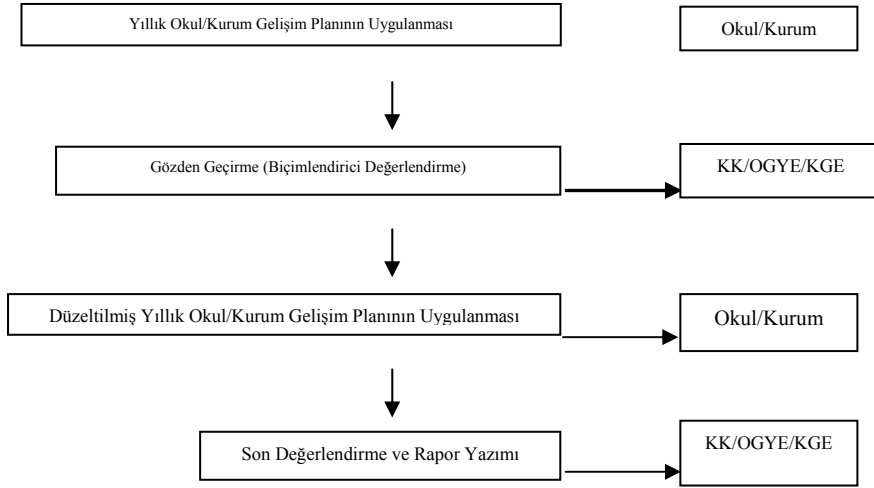 Yıllık Okul/Kurum Gelişim Planının Uygulanması
Okul/Kurum
Gözden Geçirme (Biçimlendirici Değerlendirme)
KK/OGYE/KGE
Düzeltilmiş Yıllık Okul/Kurum Gelişim Planının Uygulanması
Okul/Kurum
Son Değerlendirme ve Rapor Yazımı
KK/OGYE/KGE